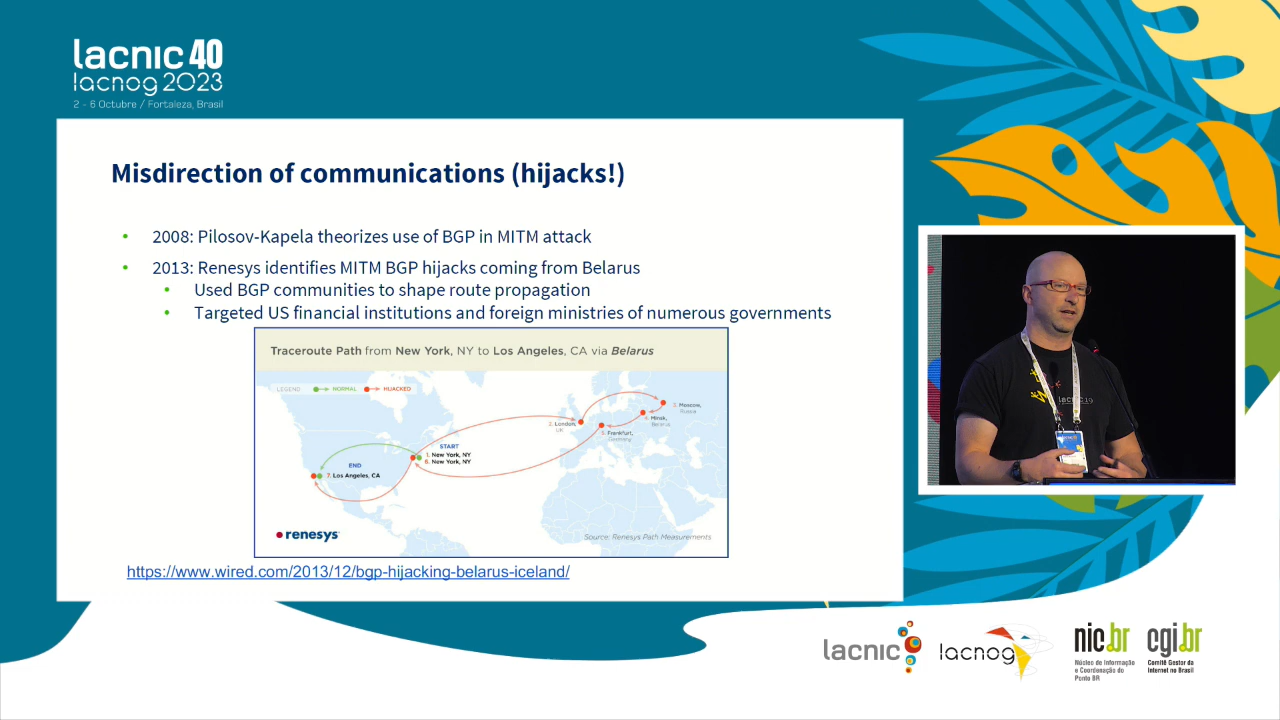 lacnic 40
lacnog 2023
2 - 6 Octubre / Fortaleza, Brasil
Misdirection of communications (hijacks!)
• 2008: Pilosov-Kapela theorizes use of BGP in MITM attack
• 2013: Renesys identifies MITM BGP hijacks coming from Belarus
• Used BGP communities to shape route propagation
• Targeted US financial institutions and foreign ministries of numerous governments
Traceroute Path from New York, NY to Los Angeles, CA via Belarus
LEGEND NORMAL HIJACKED
3. Moscow,
Russia
2. London,
UK
4. Minsk,
Belarus
5. Frankfurt,
Germany
START
1. New York, NY
6. New York, NY
END
7. Los Angeles, CA
renesys
Source: Renesys Path Measurements
https://www.wired.com/2013/12/bgp-hijacking-belarus-iceland/
lacnic
lacnic
lacnog
nic.br
Núcleo de Informação
e Coordenação do
Ponto BR
cgi.br
Comitê Gestor da
Internet no Brasil